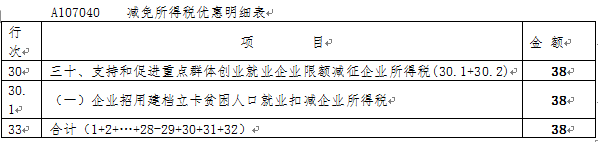 A107040 减免所得税优惠明细表
行次 项 目 金 额
30 三十、支持和促进重点群体创业就业企业限额减征企业所得税(30.1+30.2) 38
30.1 （一）企业招用建档立卡贫困人口就业扣减企业所得税 38
33 合计（1+2+…+28-29+30+31+32） 38